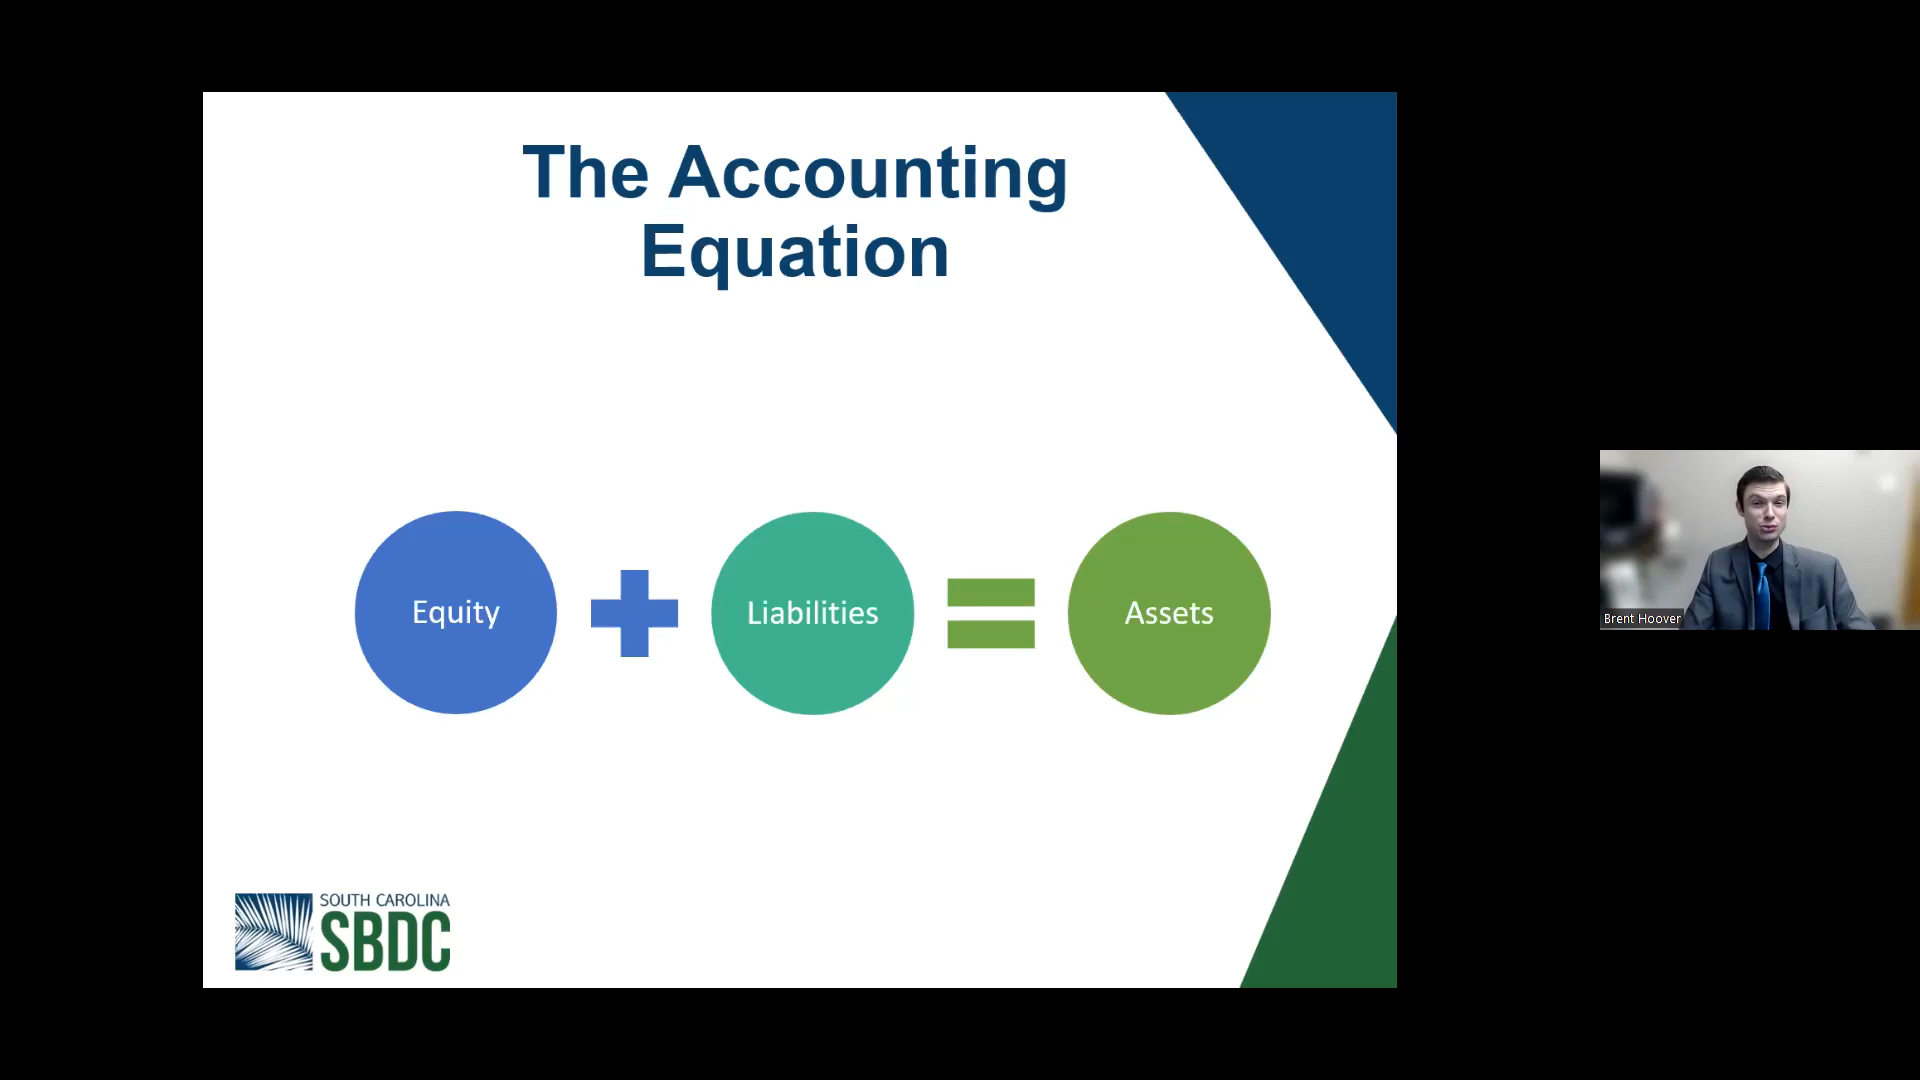 The Accounting
Equation
Equity
Liabilities
Assets
SOUTH CAROLINA
SBDC
Brent Hoover